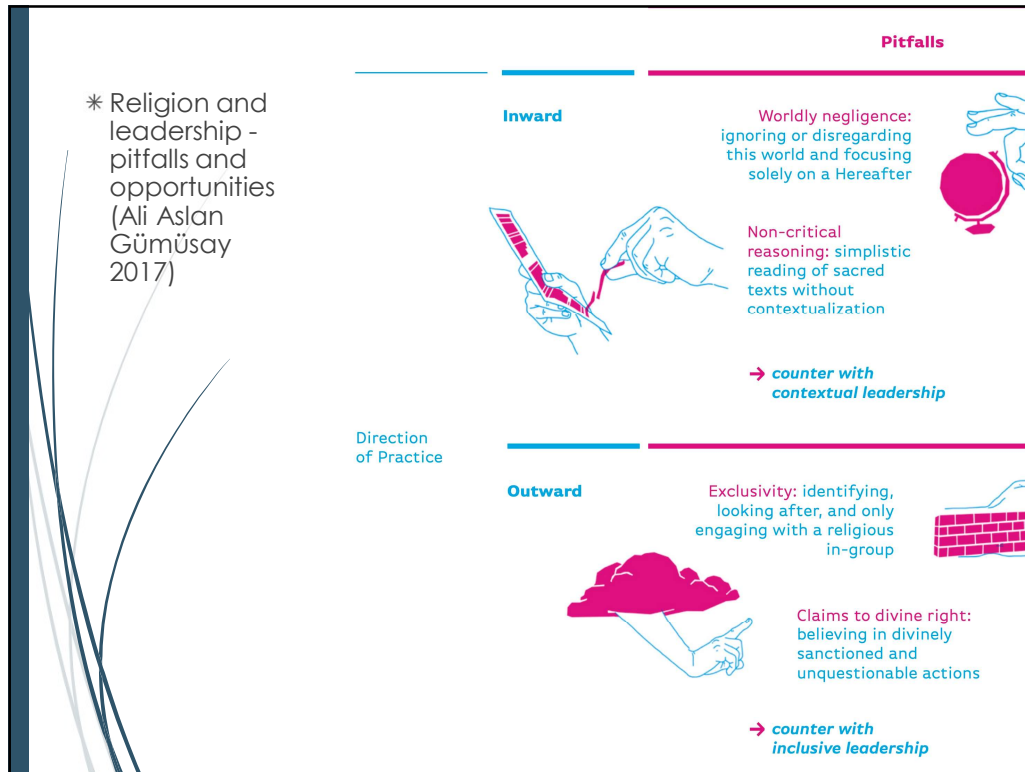 Religion and
leadership -
pitfalls and
opportunities
(Ali Aslan
Gümüsay
2017)
Pitfalls
Inward
Worldly negligence:
ignoring or disregarding
this world and focusing
solely on a Hereafter
Non-critical
reasoning: simplistic
reading of sacred
texts without
contextualization
→ counter with
contextual leadership
Direction
of Practice
Outward
Exclusivity: identifying,
looking after, and only
engaging with a religious
in-group
Claims to divine right:
believing in divinely
sanctioned and
unquestionable actions
→ counter with
inclusive leadership